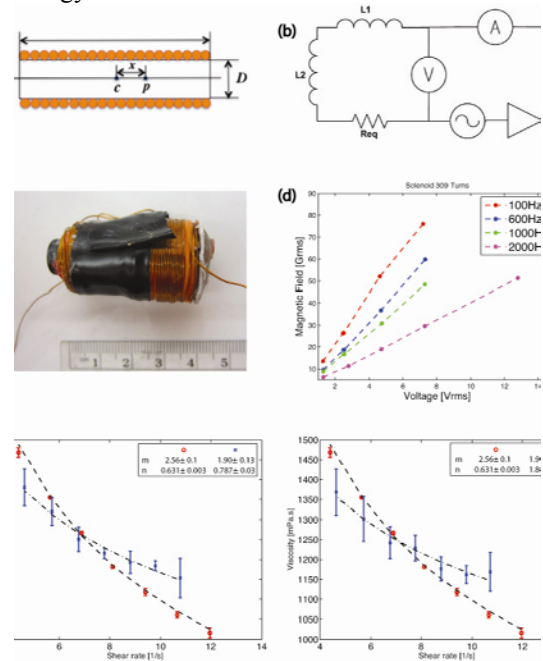 (b)
L1
A
x
c
p
D
L2
V
Req
(d)
Solenoid 309 Turns
90
80
70
60
50
40
30
20
10
Magnetic Field [Grms]
100Hz
600Hz
1000H
2000H
2 4 6 8 10 12 14
Voltage [Vrms]
1 2 3 4 5
m 2.56± 0.1 1.90± 0.13
n 0.631± 0.003 0.787± 0.03
6 8 10 12 14
Shear rate [1/s]
1500
1450
1400
1350
1300
1250
1200
1150
1100
1050
1000
Viscosity [mPa.s]
m 2.56± 0.1
n 0.631± 0.003
4 6 8 10 12
Shear rate [1/s]